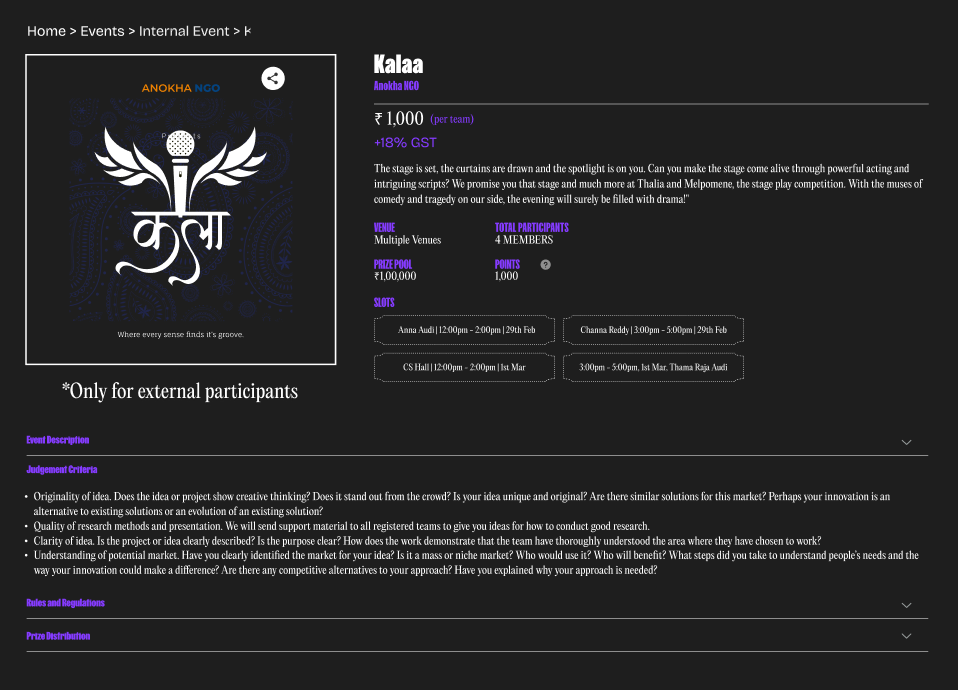 Home > Events > Internal Event >
ANOKHA NGO
कला
Where every sense finds it's groove.
*Only for external participants
Kalaa
Anokha NGO
₹ 1,000 (per team)
+18% GST
The stage is set, the curtains are drawn and the spotlight is on you. Can you make the stage come alive through powerful acting and
intriguing scripts? We promise you that stage and much more at Thalia and Melpomene, the stage play competition. With the muses of
comedy and tragedy on our side, the evening will surely be filled with drama!"
VENUE
Multiple Venues
TOTAL PARTICIPANTS
4 MEMBERS
PRIZE POOL
₹1,00,000
POINTS ?
1,000
SLOTS
Anna Audi | 12:00pm - 2:00pm | 29th Feb
Channa Reddy | 3:00pm - 5:00pm | 29th Feb
CS Hall | 12:00pm - 2:00pm | 1st Mar
3:00pm - 5:00pm, 1st Mar, Thama Raja Audi
Event Description
Judgement Criteria
• Originality of idea. Does the idea or project show creative thinking? Does it stand out from the crowd? Is your idea unique and original? Are there similar solutions for this market? Perhaps your innovation is an
alternative to existing solutions or an evolution of an existing solution?
• Quality of research methods and presentation. We will send support material to all registered teams to give you ideas for how to conduct good research.
• Clarity of idea. Is the project or idea clearly described? Is the purpose clear? How does the work demonstrate that the team have thoroughly understood the area where they have chosen to work?
• Understanding of potential market. Have you clearly identified the market for your idea? Is it a mass or niche market? Who would use it? Who will benefit? What steps did you take to understand people's needs and the
way your innovation could make a difference? Are there any competitive alternatives to your approach? Have you explained why your approach is needed?
Rules and Regulations
Prize Distribution